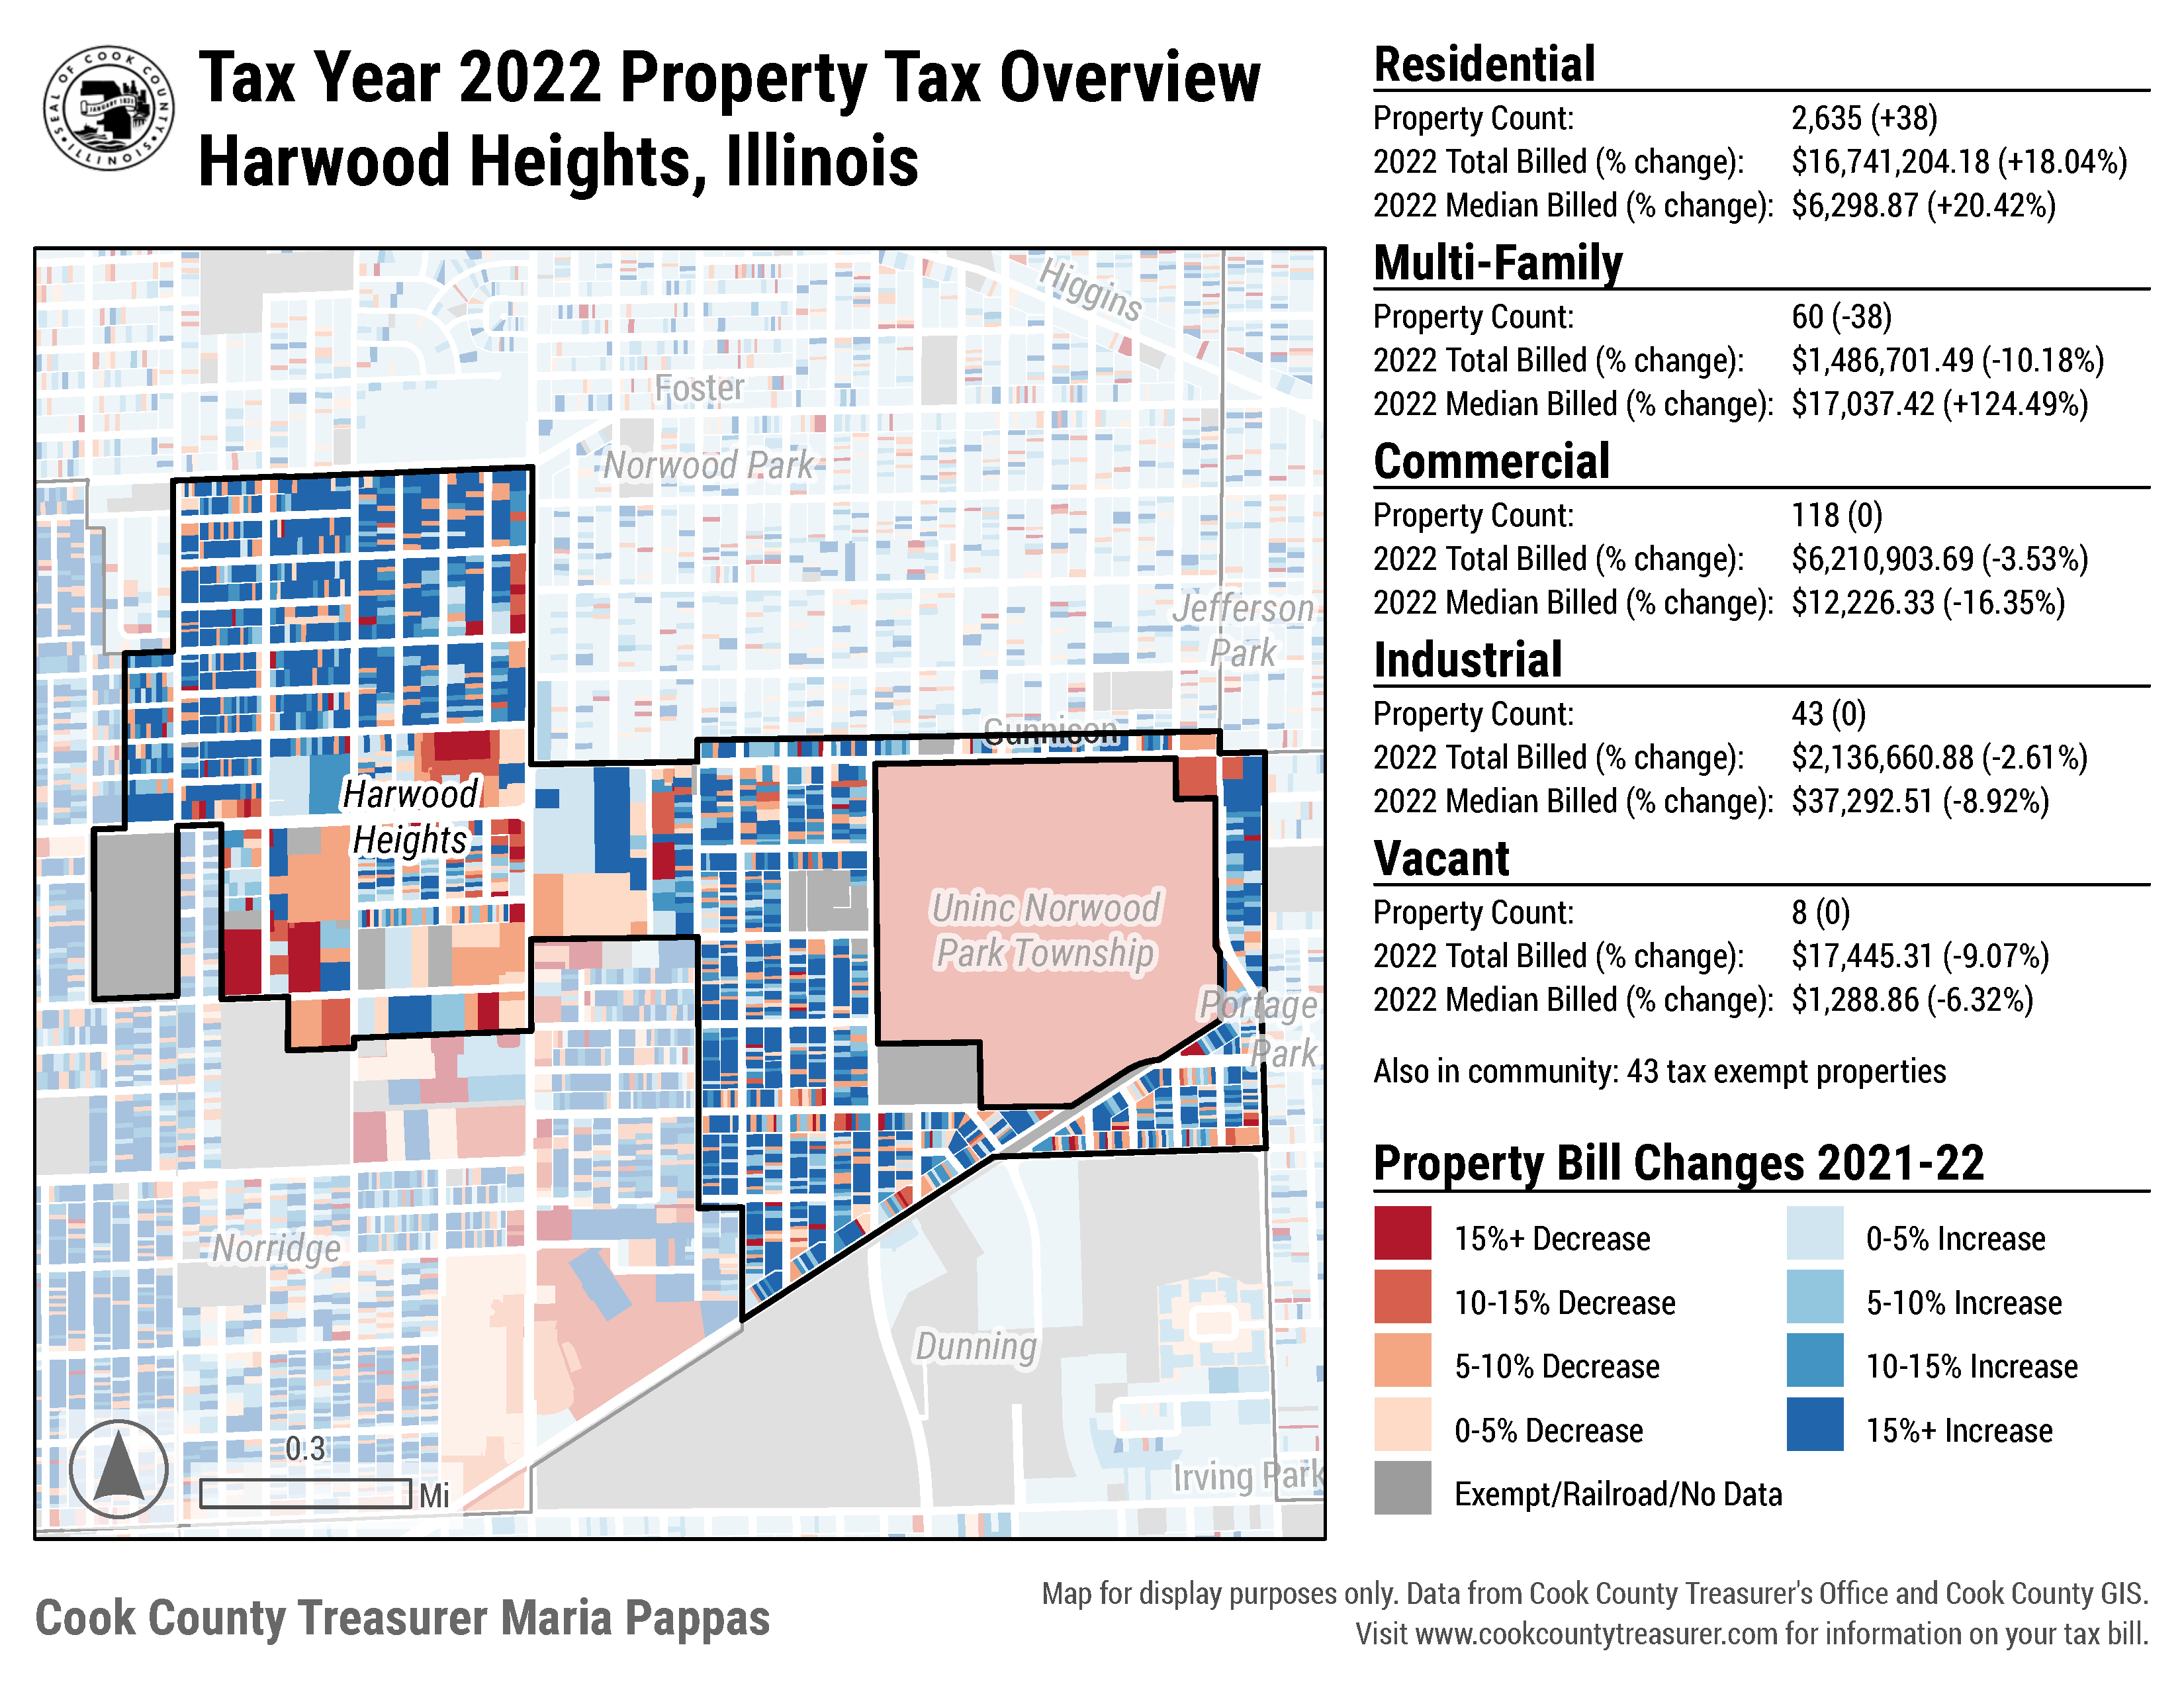 SEAL OF COOK COUNTY
JANUARY 1831
ILLINOIS
Tax Year 2022 Property Tax Overview
Harwood Heights, Illinois
Higgins
Foster
Norwood Park
Jefferson
Park
Gunnison
Harwood
Heights
Uninc Norwood
Park Township
Portage
Park
Norridge
Dunning
Irving Park
0.3
Mi
Residential
Property Count: 2,635 (+38)
2022 Total Billed (% change): $16,741,204.18 (+18.04%)
2022 Median Billed (% change): $6,298.87 (+20.42%)
Multi-Family
Property Count: 60 (-38)
2022 Total Billed (% change): $1,486,701.49 (-10.18%)
2022 Median Billed (% change): $17,037.42 (+124.49%)
Commercial
Property Count: 118 (0)
2022 Total Billed (% change): $6,210,903.69 (-3.53%)
2022 Median Billed (% change): $12,226.33 (-16.35%)
Industrial
Property Count: 43 (0)
2022 Total Billed (% change): $2,136,660.88 (-2.61%)
2022 Median Billed (% change): $37,292.51 (-8.92%)
Vacant
Property Count: 8 (0)
2022 Total Billed (% change): $17,445.31 (-9.07%)
2022 Median Billed (% change): $1,288.86 (-6.32%)
Also in community: 43 tax exempt properties
Property Bill Changes 2021-22
15%+ Decrease
0-5% Increase
10-15% Decrease
5-10% Increase
5-10% Decrease
10-15% Increase
0-5% Decrease
15%+ Increase
Exempt/Railroad/No Data
Cook County Treasurer Maria Pappas
Map for display purposes only. Data from Cook County Treasurer's Office and Cook County GIS.
Visit www.cookcountytreasurer.com for information on your tax bill.